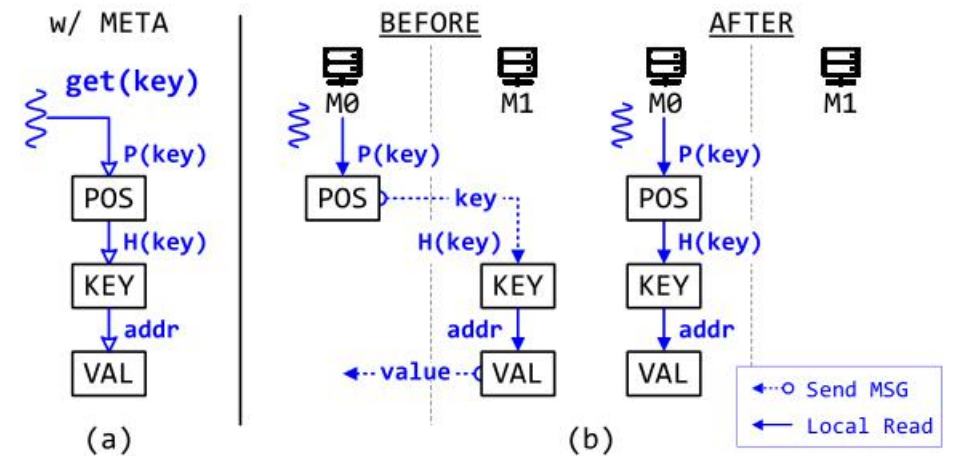 w/ META
get(key)
P(key)
POS
H(key)
KEY
addr
VAL
(a)
BEFORE
M0
M1
P(key)
POS
key
H(key)
KEY
addr
value
VAL
AFTER
M0
M1
P(key)
POS
H(key)
KEY
addr
VAL
(b)
Send MSG
Local Read